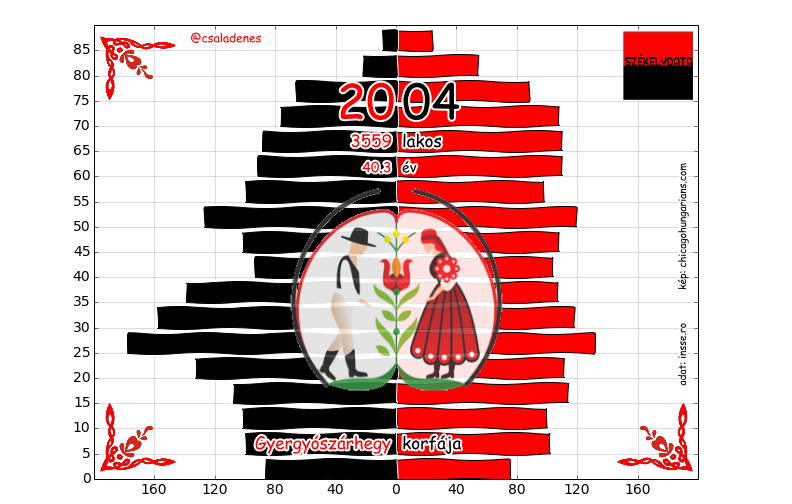 @csaladenes
SZÉKELYDATA
2004
3559 lakos
40.3 év
kép: chicagohungarians.com
adat: insse.ro
Gyergyószárhegy korfája
85
80
75
70
65
60
55
50
45
40
35
30
25
20
15
10
5
0
160 120 80 40 0 40 80 120 160